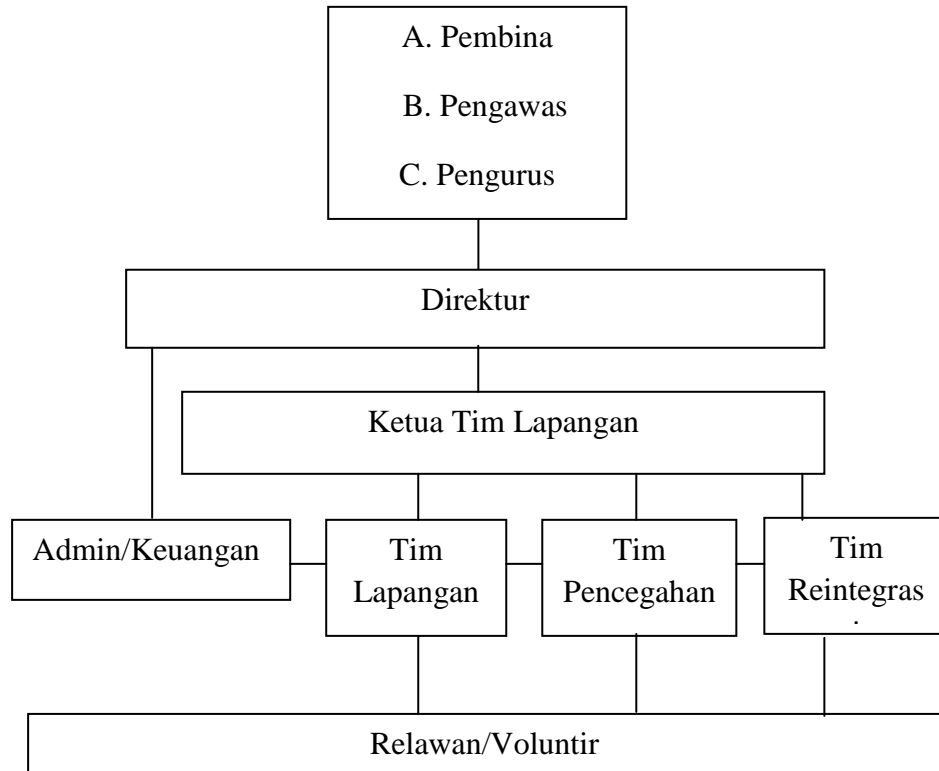 A. Pembina
B. Pengawas
C. Pengurus
Direktur
Ketua Tim Lapangan
Admin/Keuangan
Tim
Lapangan
Tim
Pencegahan
Tim
Reintegras
Relawan/Voluntir